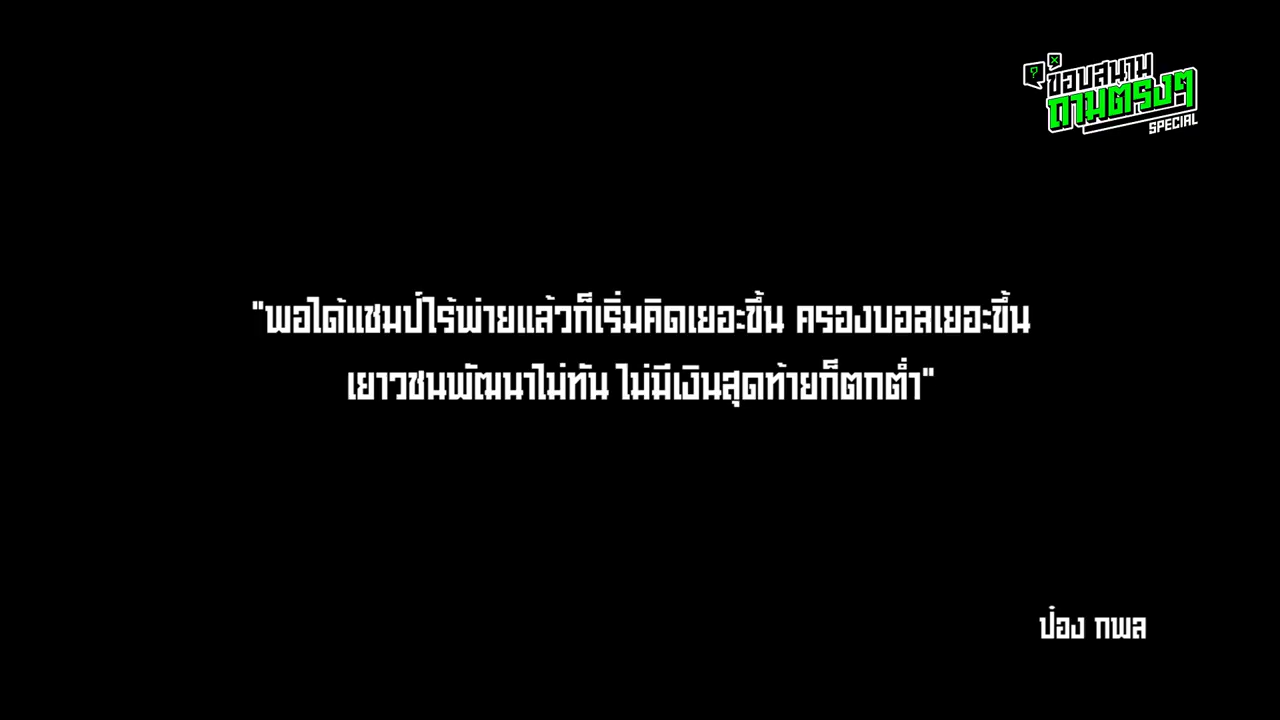 ? x
ขอบสนาม
ถามตรงๆ
SPECIAL
"พอได้แชมป์ไร้พ่ายแล้วก็เริ่มคิดเยอะขึ้น ครองบอลเยอะขึ้น
เยาวชนพัฒนาไม่ทัน ไม่มีเงินสุดท้ายก็ตกต่ำ"
ป๋อง กพล